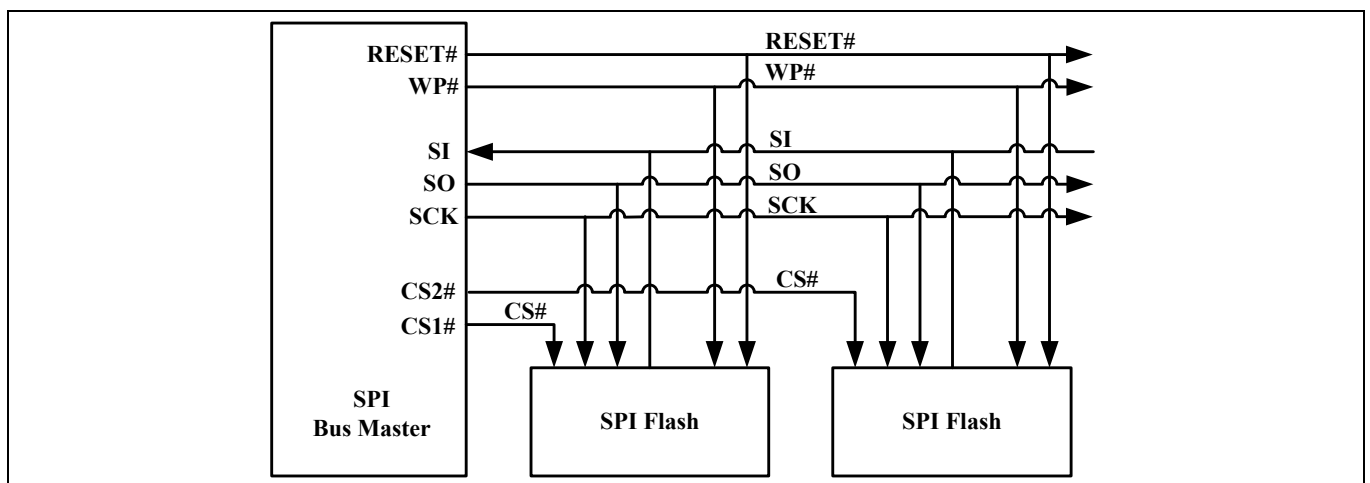 RESET#
WP#
SI
SO
SCK
CS2#
CS1#
SPI
Bus Master
RESET#
WP#
SI
SO
SCK
CS#
CS#
SPI Flash
SPI Flash